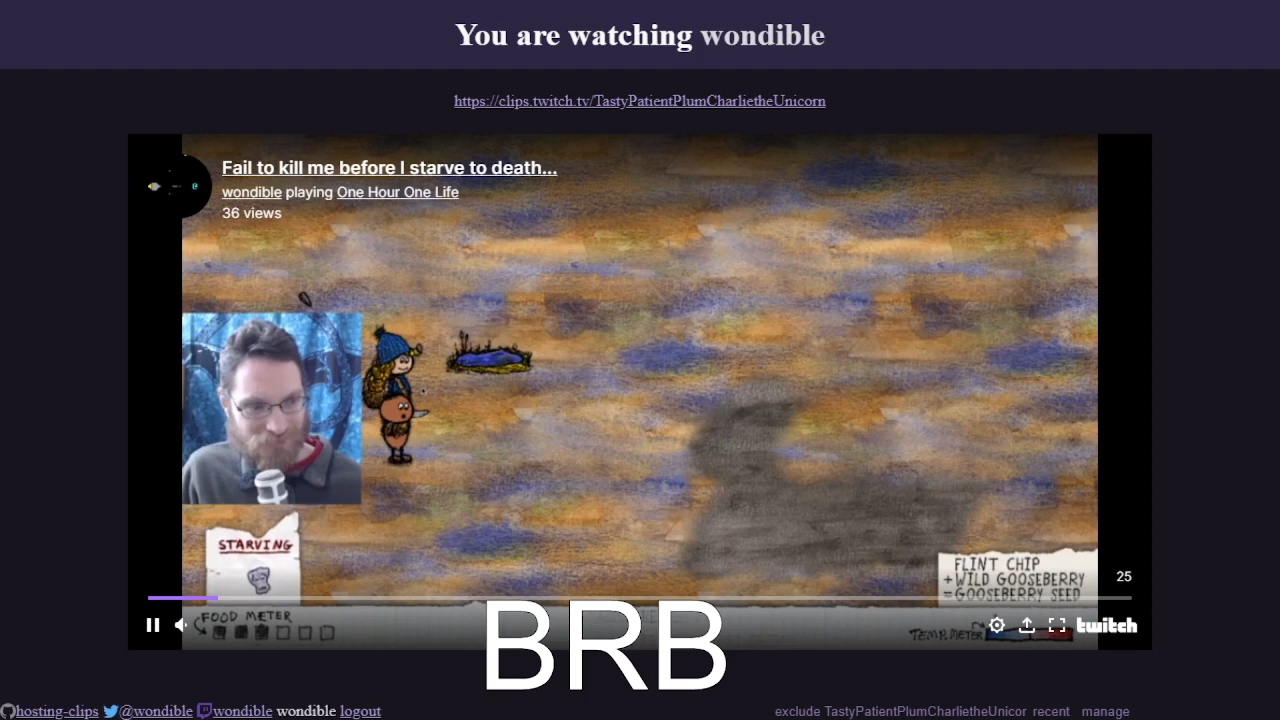 You are watching wondible
https://clips.twitch.tv/TastyPatientPlumCharlietheUnicorn
Fail to kill me before I starve to death...
wondible playing One Hour One Life
36 views
STARVING
FLINT CHIP
+ WILD GOOSEBERRY
= GOOSEBERRY SEED
25
FOOD METER
TEMP METER
twitch
BRB
hosting-clips @wondible wondible wondible logout
exclude TastyPatientPlumCharlietheUnicor recent manage